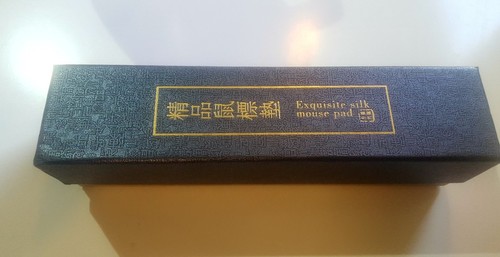 精品鼠標墊
Exquisite silk
mouse pad